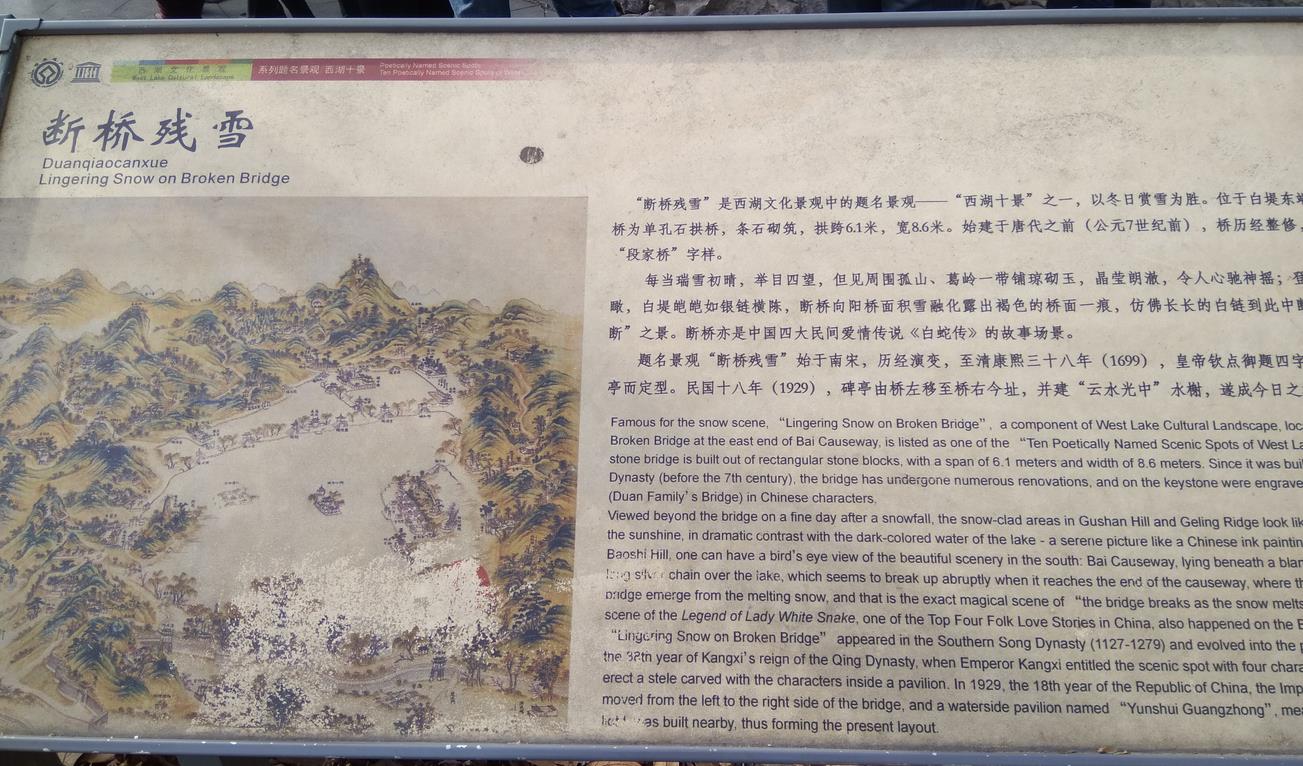 西湖文化景观
West Lake Cultural Landscape
系列题名景观 西湖十景
Poetically Named Scenic Spots
Ten Poetically Named Scenic Spots of West
断桥残雪
Duanqiaocanxue
Lingering Snow on Broken Bridge
“断桥残雪”是西湖文化景观中的题名景观——“西湖十景”之一，以冬日赏雪为胜。位于白堤东端
桥为单孔石拱桥，条石砌筑，拱跨6.1米，宽8.6米。始建于唐代之前（公元7世纪前），桥历经整修，
“段家桥”字样。
每当瑞雪初晴，举目四望，但见周围孤山、葛岭一带铺琼砌玉，晶莹朗澈，令人心驰神摇；登
瞰，白堤皑皑如银链横陈，断桥向阳桥面积雪融化露出褐色的桥面一痕，仿佛长长的白链到此中断
断”之景。断桥亦是中国四大民间爱情传说《白蛇传》的故事场景。
题名景观“断桥残雪”始于南宋，历经演变，至清康熙三十八年（1699），皇帝钦点御题四字
亭而定型。民国十八年（1929），碑亭由桥左移至桥右今址，并建“云水光中”水榭，遂成今日之
Famous for the snow scene, “Lingering Snow on Broken Bridge”, a component of West Lake Cultural Landscape, loc
Broken Bridge at the east end of Bai Causeway, is listed as one of the “Ten Poetically Named Scenic Spots of West La
stone bridge is built out of rectangular stone blocks, with a span of 6.1 meters and width of 8.6 meters. Since it was buil
Dynasty (before the 7th century), the bridge has undergone numerous renovations, and on the keystone were engrave
(Duan Family’s Bridge) in Chinese characters.
Viewed beyond the bridge on a fine day after a snowfall, the snow-clad areas in Gushan Hill and Geling Ridge look lik
the sunshine, in dramatic contrast with the dark-colored water of the lake - a serene picture like a Chinese ink paintin
Baoshi Hill, one can have a bird’s eye view of the beautiful scenery in the south: Bai Causeway, lying beneath a blan
long silver chain over the lake, which seems to break up abruptly when it reaches the end of the causeway, where th
bridge emerge from the melting snow, and that is the exact magical scene of “the bridge breaks as the snow melts
scene of the Legend of Lady White Snake, one of the Top Four Folk Love Stories in China, also happened on the B
“Lingering Snow on Broken Bridge” appeared in the Southern Song Dynasty (1127-1279) and evolved into the p
the 38th year of Kangxi’s reign of the Qing Dynasty, when Emperor Kangxi entitled the scenic spot with four chara
erect a stele carved with the characters inside a pavilion. In 1929, the 18th year of the Republic of China, the Imp
moved from the left to the right side of the bridge, and a waterside pavilion named “Yunshui Guangzhong”, mea
was built nearby, thus forming the present layout.